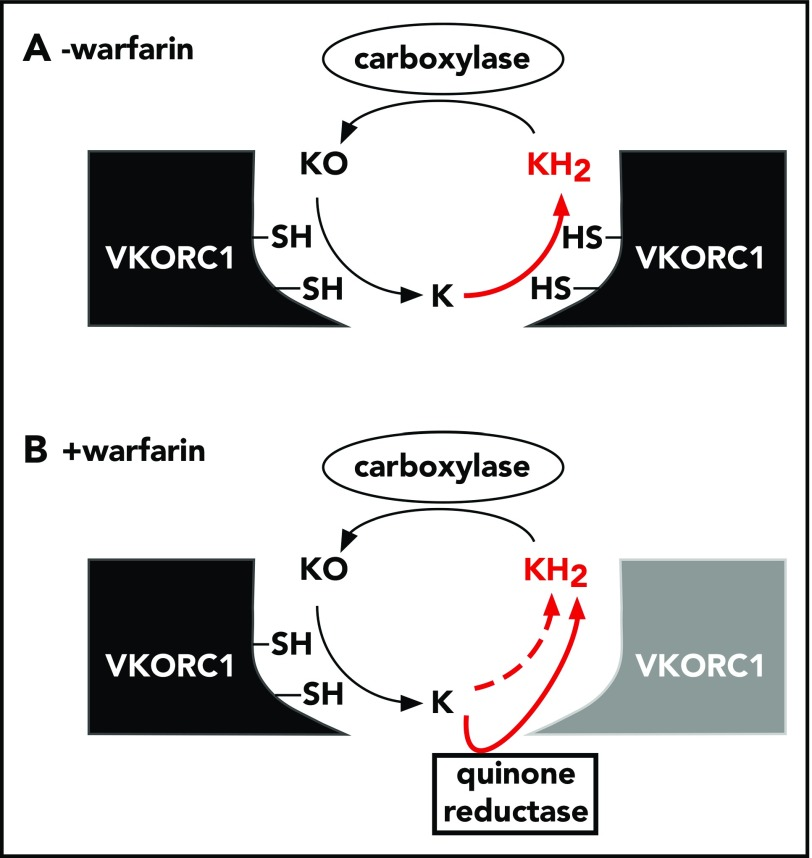 A -warfarin
carboxylase
KO
KH2
VKORC1
SH
SH
K
HS
HS
VKORC1
B +warfarin
carboxylase
KO
KH2
VKORC1
SH
SH
K
VKORC1
quinone
reductase